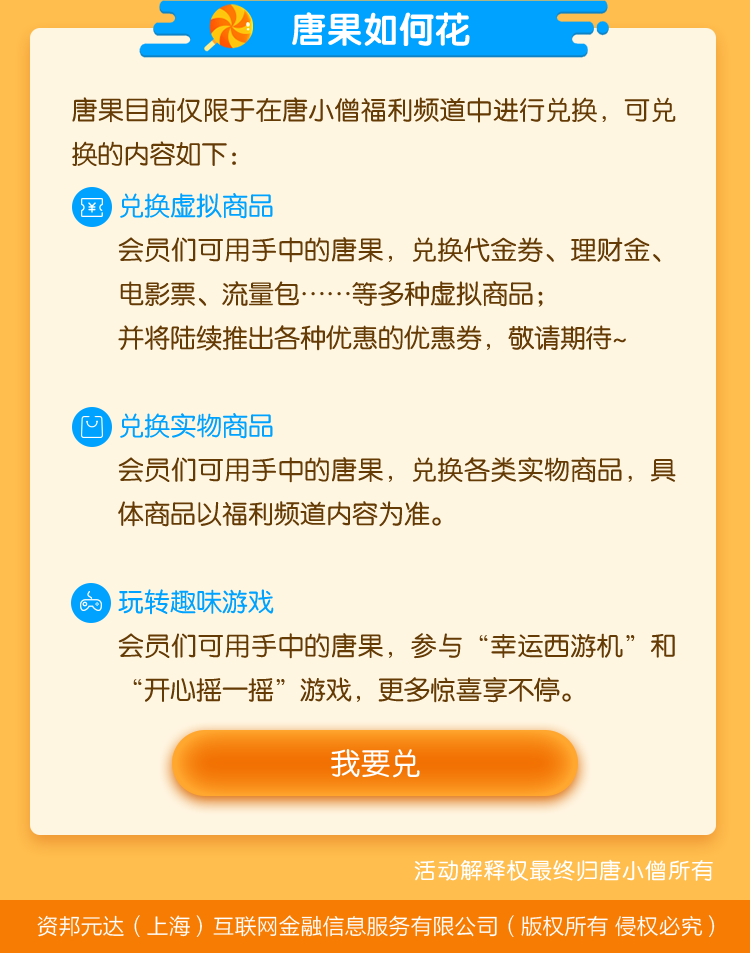 唐果如何花
唐果目前仅限于在唐小僧福利频道中进行兑换，可兑
换的内容如下：
兑换虚拟商品
会员们可用手中的唐果，兑换代金券、理财金、
电影票、流量包……等多种虚拟商品；
并将陆续推出各种优惠的优惠券，敬请期待~
兑换实物商品
会员们可用手中的唐果，兑换各类实物商品，具
体商品以福利频道内容为准。
玩转趣味游戏
会员们可用手中的唐果，参与“幸运西游机”和
“开心摇一摇”游戏，更多惊喜享不停。
我要兑
活动解释权最终归唐小僧所有
资邦元达（上海）互联网金融信息服务有限公司（版权所有 侵权必究）